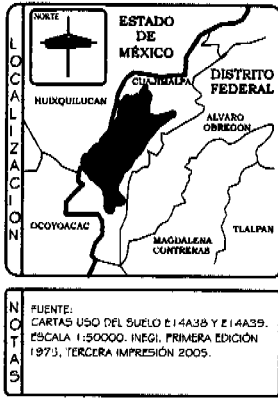 LOCALIZACION
NORTE
ESTADO
DE
MÉXICO
CUAJIMALPA
DISTRITO
FEDERAL
HUIXQUILUCAN
ALVARO
OBREGON
OCOYOACAC
MAGDALENA
CONTRERAS
TLALPAN
NOTAS
FUENTE:
CARTAS USO DEL SUELO E14A38 Y E14A39.
ESCALA 1:50000. INEGI. PRIMERA EDICIÓN
1973, TERCERA IMPRESIÓN 2005.